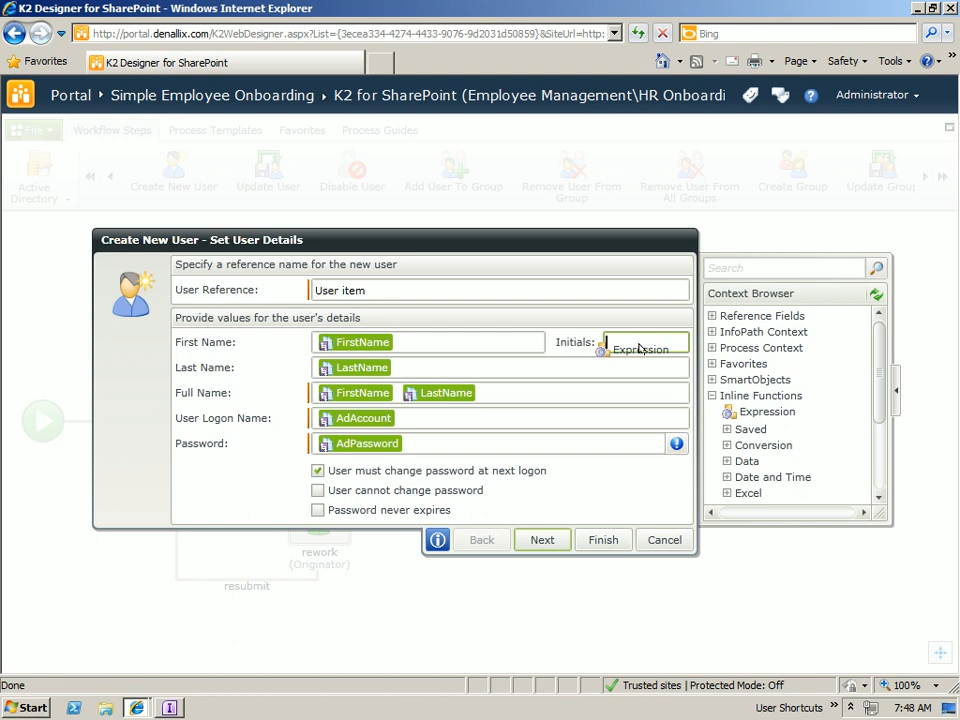 K2 Designer for SharePoint - Windows Internet Explorer
http://portal.denallix.com/K2WebDesigner.aspx?List={3ecea334-4274-4433-9076-9d2031d50859}&SiteUrl=http:
Bing
Favorites
K2 Designer for SharePoint
Page
Safety
Tools
Portal
Simple Employee Onboarding
K2 for SharePoint (Employee Management\HR Onboardi
Administrator
File
Workflow Steps
Process Templates
Favorites
Process Guides
Active Directory
Create New User
Update User
Disable User
Add User To Group
Remove User From Group
Remove User From All Groups
Create Group
Update Group
Create New User - Set User Details
Specify a reference name for the new user
User Reference:
User item
Provide values for the user's details
First Name:
FirstName
Initials:
Expression
Last Name:
LastName
Full Name:
FirstName
LastName
User Logon Name:
AdAccount
Password:
AdPassword
User must change password at next logon
User cannot change password
Password never expires
Back
Next
Finish
Cancel
Search
Context Browser
Reference Fields
InfoPath Context
Process Context
Favorites
SmartObjects
Inline Functions
Expression
Saved
Conversion
Data
Date and Time
Excel
rework
(Originator)
resubmit
Done
Trusted sites | Protected Mode: Off
100%
Start
User Shortcuts
7:48 AM